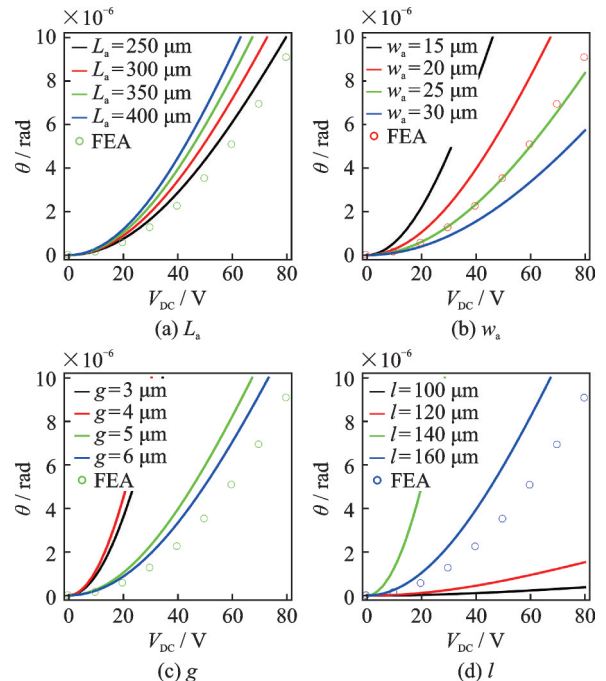 ×10⁻⁶
10
8
6
4
2
0
θ / rad
Lₐ=250 μm
Lₐ=300 μm
Lₐ=350 μm
Lₐ=400 μm
FEA
0 20 40 60 80
V_DC / V
(a) Lₐ
×10⁻⁶
10
8
6
4
2
0
θ / rad
wₐ=15 μm
wₐ=20 μm
wₐ=25 μm
wₐ=30 μm
FEA
0 20 40 60 80
V_DC / V
(b) wₐ
×10⁻⁶
10
8
6
4
2
0
θ / rad
g=3 μm
g=4 μm
g=5 μm
g=6 μm
FEA
0 20 40 60 80
V_DC / V
(c) g
×10⁻⁶
10
8
6
4
2
0
θ / rad
l=100 μm
l=120 μm
l=140 μm
l=160 μm
FEA
0 20 40 60 80
V_DC / V
(d) l